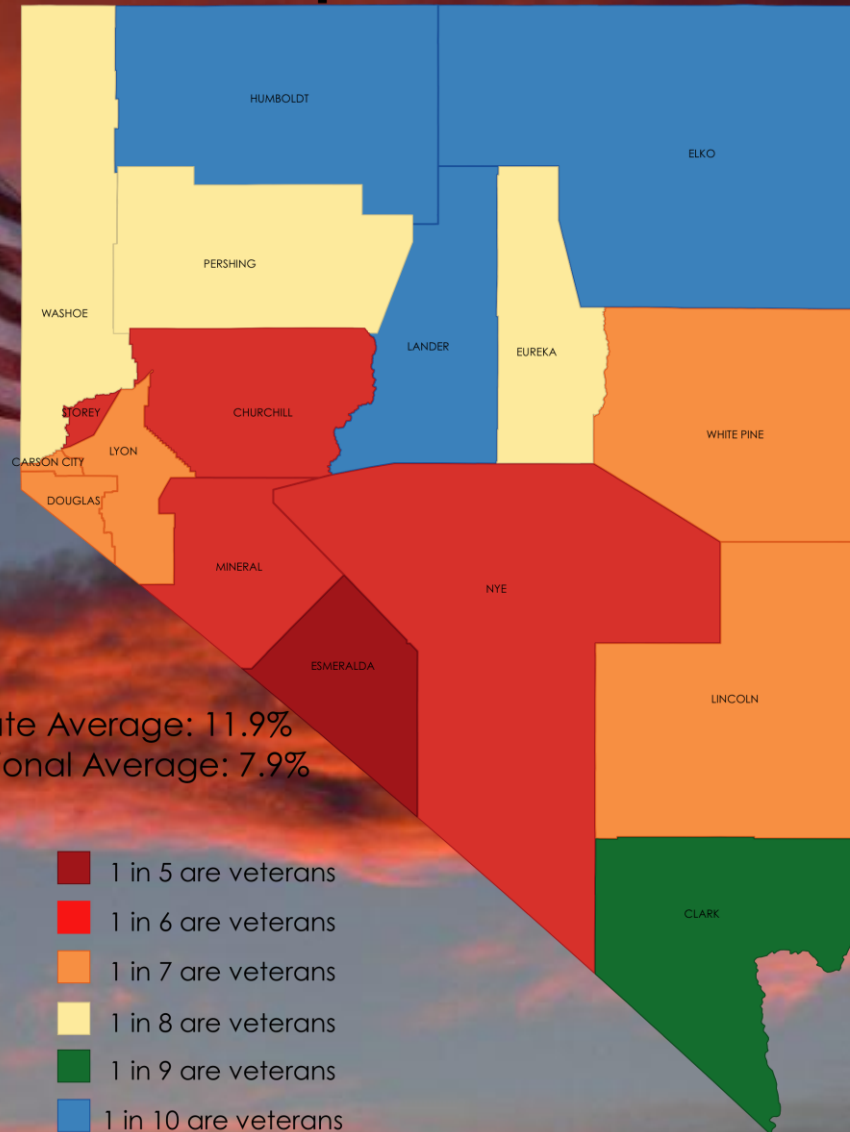 HUMBOLDT
ELKO
PERSHING
WASHOE
LANDER
EUREKA
STOREY
CHURCHILL
WHITE PINE
LYON
CARSON CITY
DOUGLAS
MINERAL
NYE
ESMERALDA
LINCOLN
Average: 11.9%
Average: 7.9%
CLARK
1 in 5 are veterans
1 in 6 are veterans
1 in 7 are veterans
1 in 8 are veterans
1 in 9 are veterans
1 in 10 are veterans